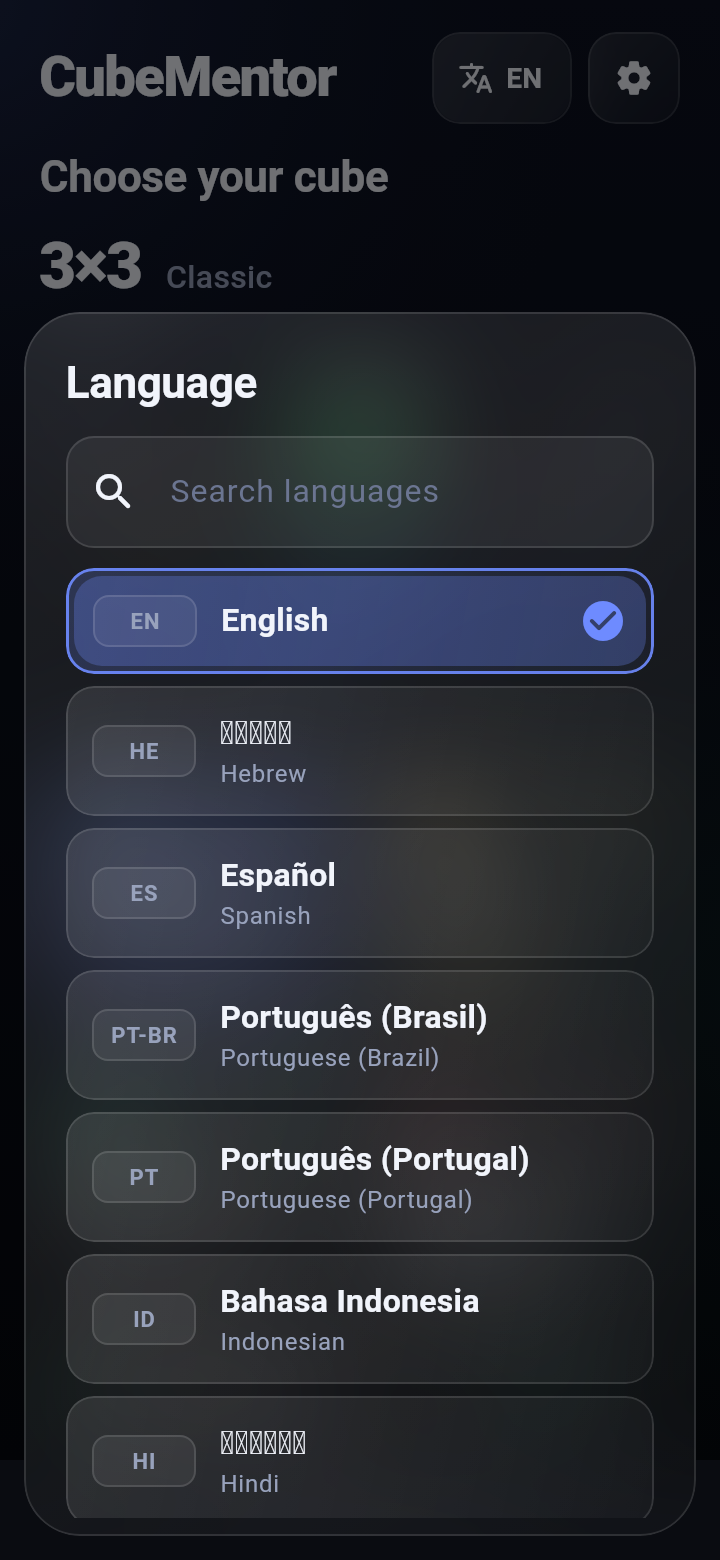 CubeMentor
EN
Choose your cube
3×3 Classic
Language
Search languages
EN
English
HE
Hebrew
ES
Español
Spanish
PT-BR
Português (Brasil)
Portuguese (Brazil)
PT
Português (Portugal)
Portuguese (Portugal)
ID
Bahasa Indonesia
Indonesian
HI
Hindi